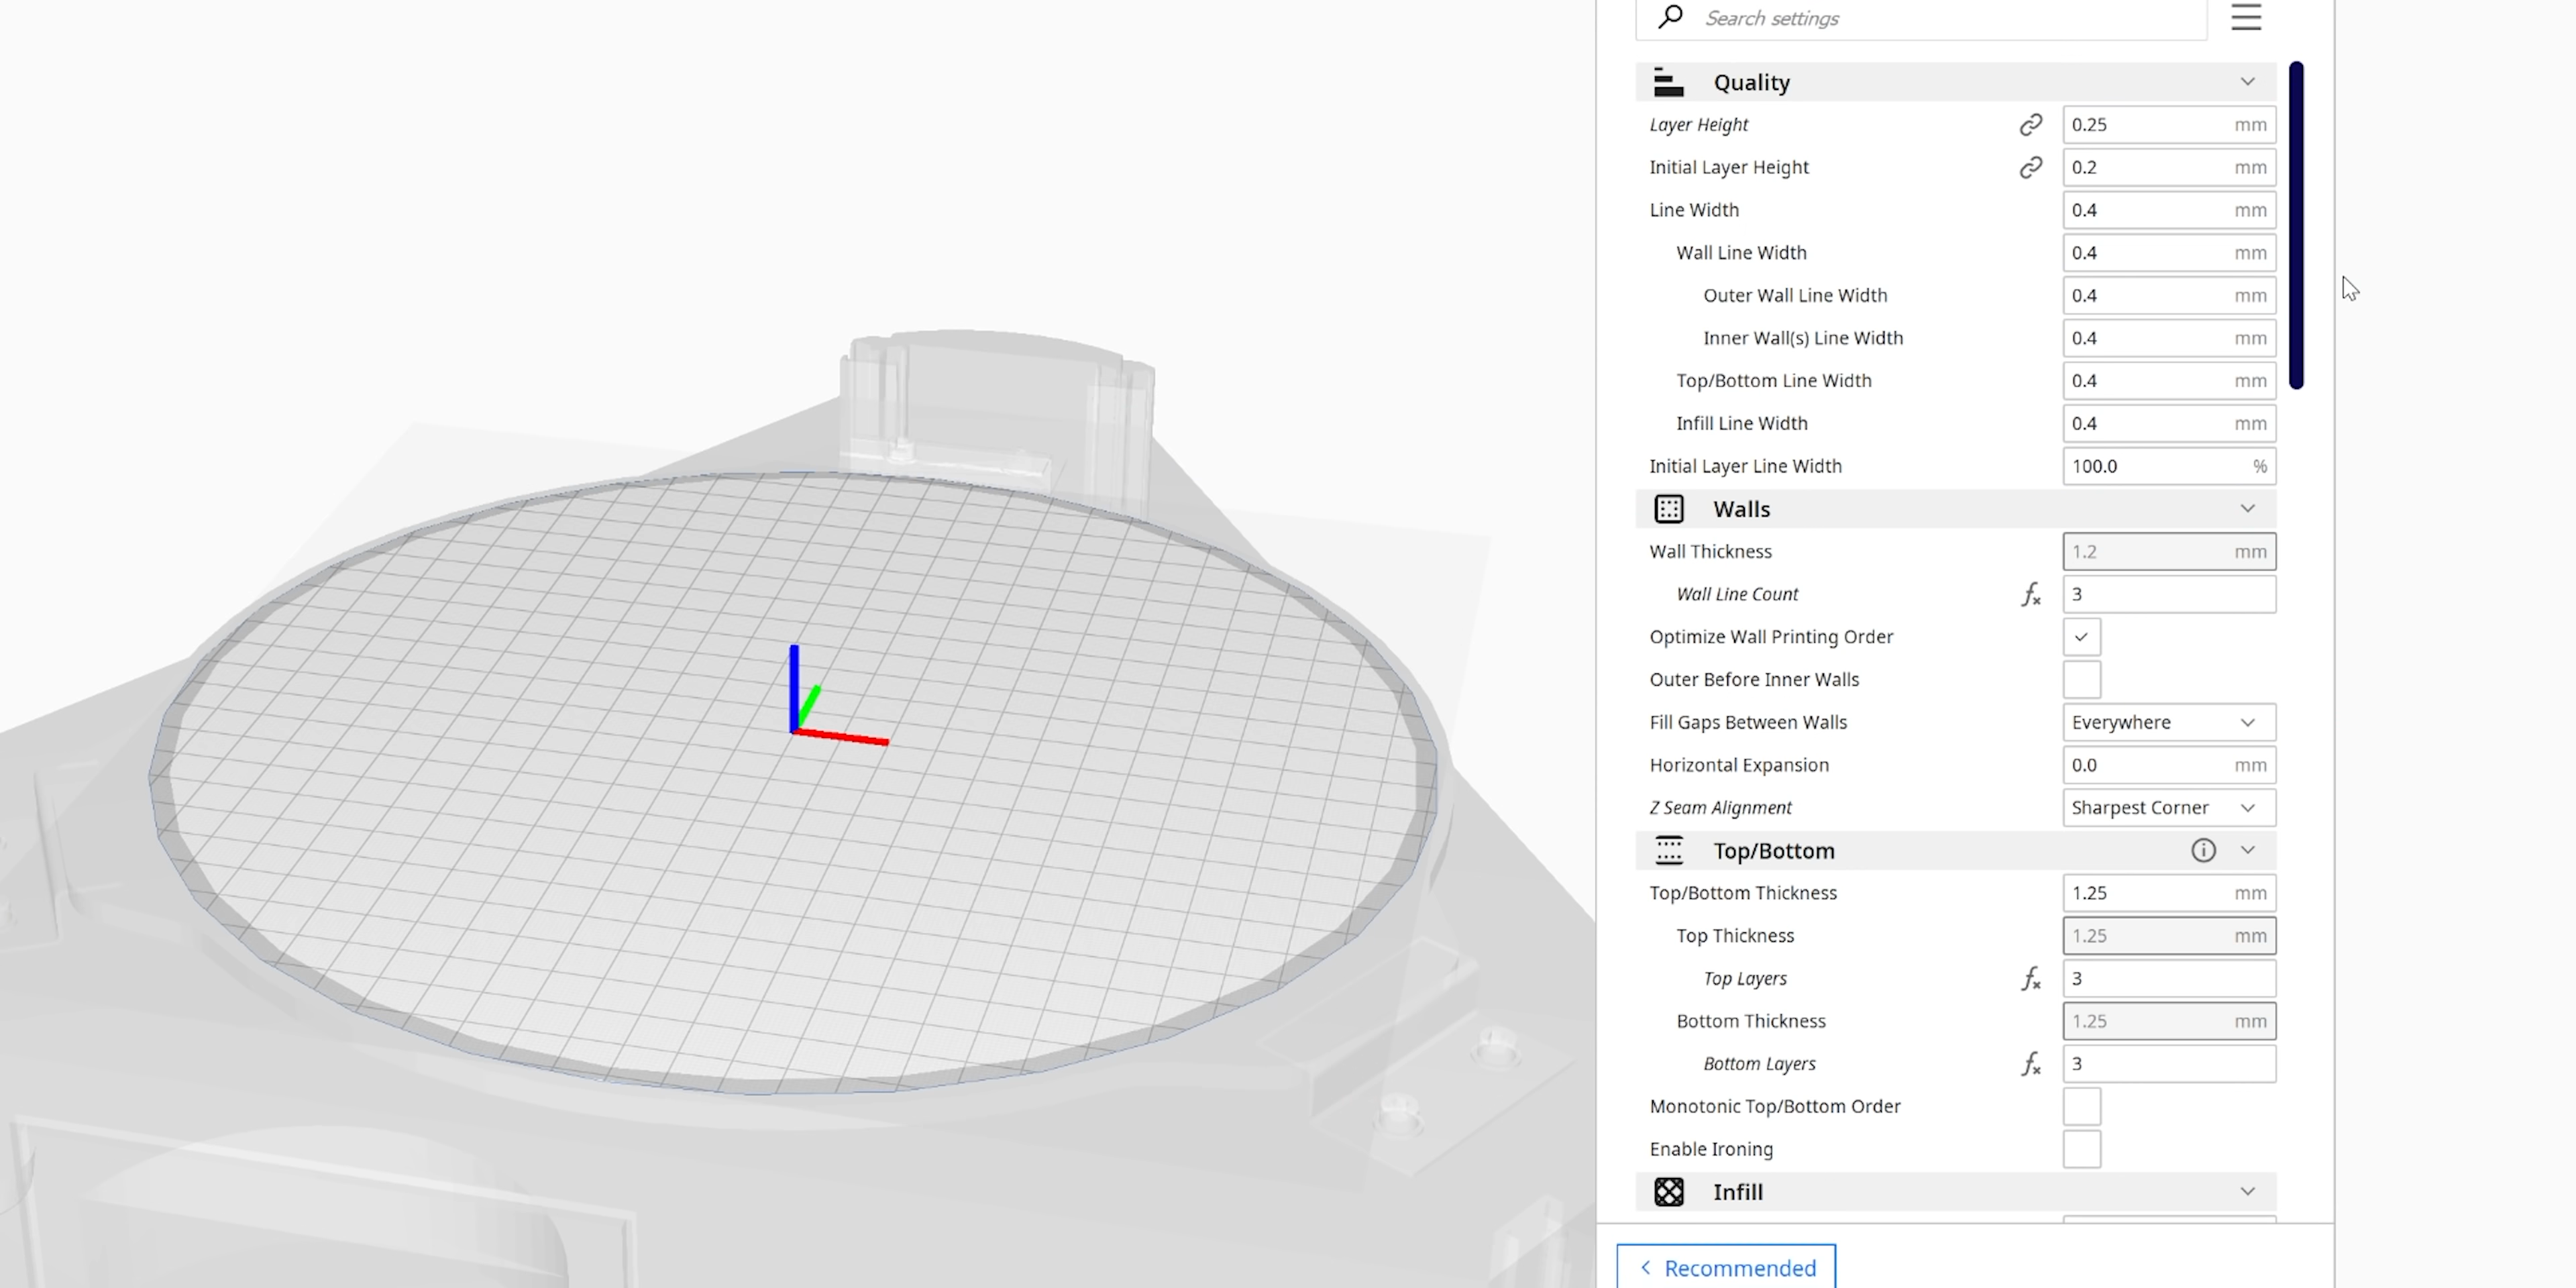 Search settings
Quality
Layer Height 0.25 mm
Initial Layer Height 0.2 mm
Line Width 0.4 mm
Wall Line Width 0.4 mm
Outer Wall Line Width 0.4 mm
Inner Wall(s) Line Width 0.4 mm
Top/Bottom Line Width 0.4 mm
Infill Line Width 0.4 mm
Initial Layer Line Width 100.0 %
Walls
Wall Thickness 1.2 mm
Wall Line Count fx 3
Optimize Wall Printing Order
Outer Before Inner Walls
Fill Gaps Between Walls Everywhere
Horizontal Expansion 0.0 mm
Z Seam Alignment Sharpest Corner
Top/Bottom
Top/Bottom Thickness 1.25 mm
Top Thickness 1.25 mm
Top Layers fx 3
Bottom Thickness 1.25 mm
Bottom Layers fx 3
Monotonic Top/Bottom Order
Enable Ironing
Infill
Recommended